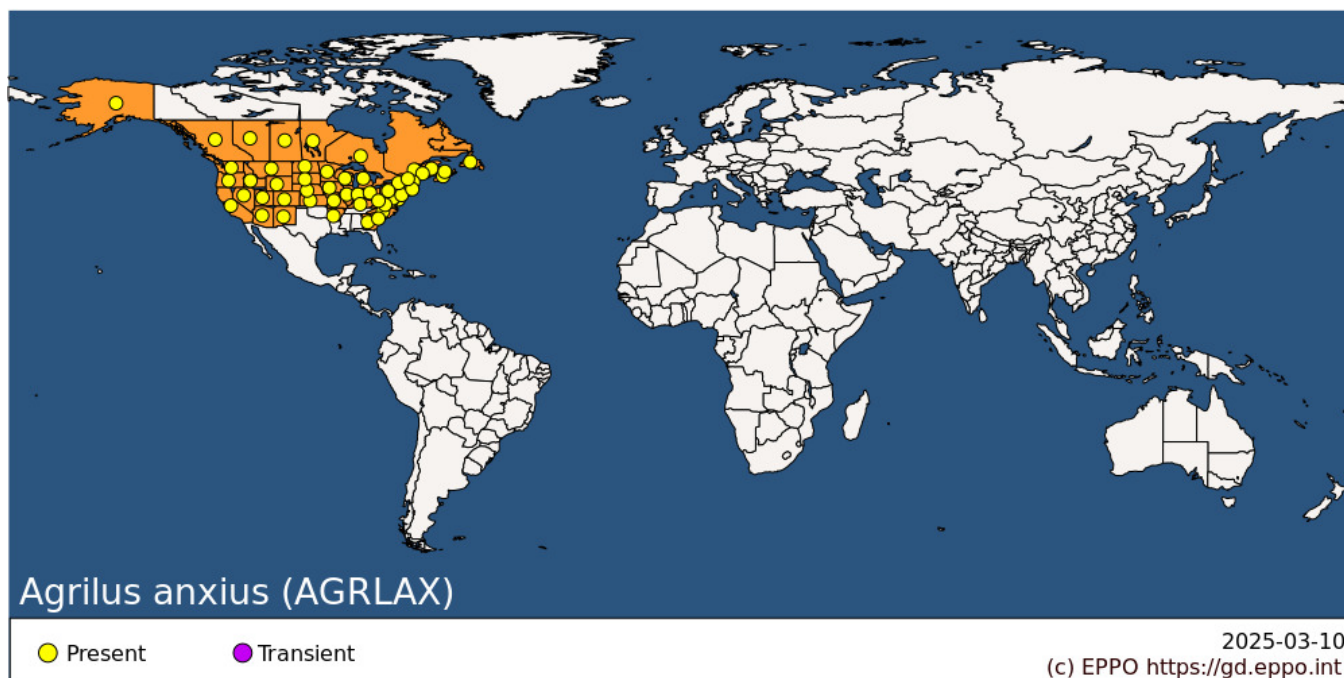 Agrilus anxius (AGRLAX)
Present
Transient
2025-03-10
(c) EPPO https://gd.eppo.int